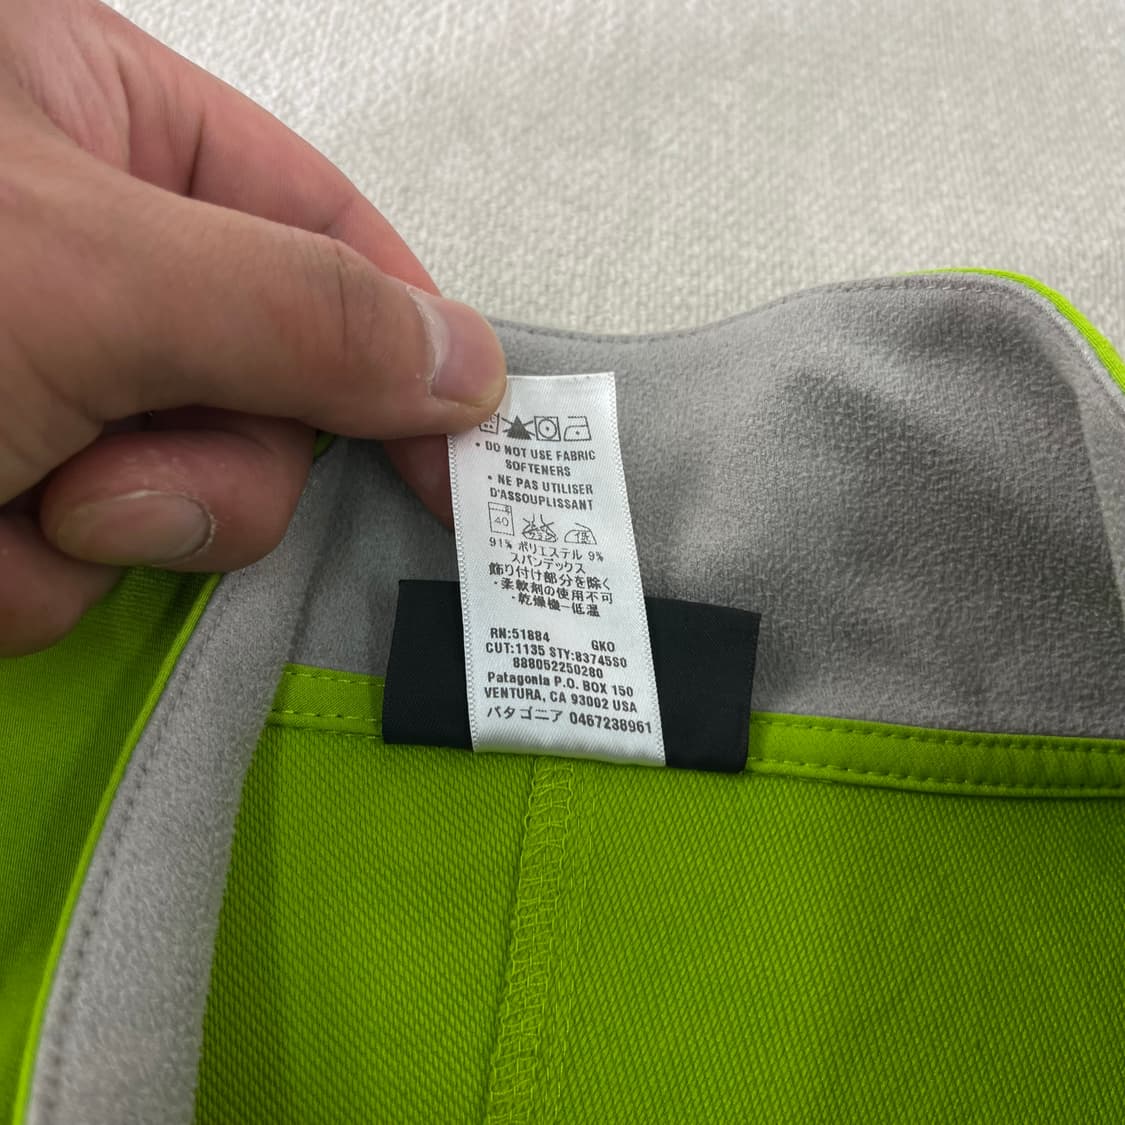 • DO NOT USE FABRIC
SOFTENERS
• NE PAS UTILISER
D'ASSOUPLISSANT
40 低
91% ポリエステル 9%
スパンデックス
飾り付け部分を除く
・柔軟剤の使用不可
・乾燥機一低温
RN:51884 GKO
CUT:1135 STY:83745S0
888052250280
Patagonia P.O. BOX 150
VENTURA, CA 93002 USA
パタゴニア 0467238961